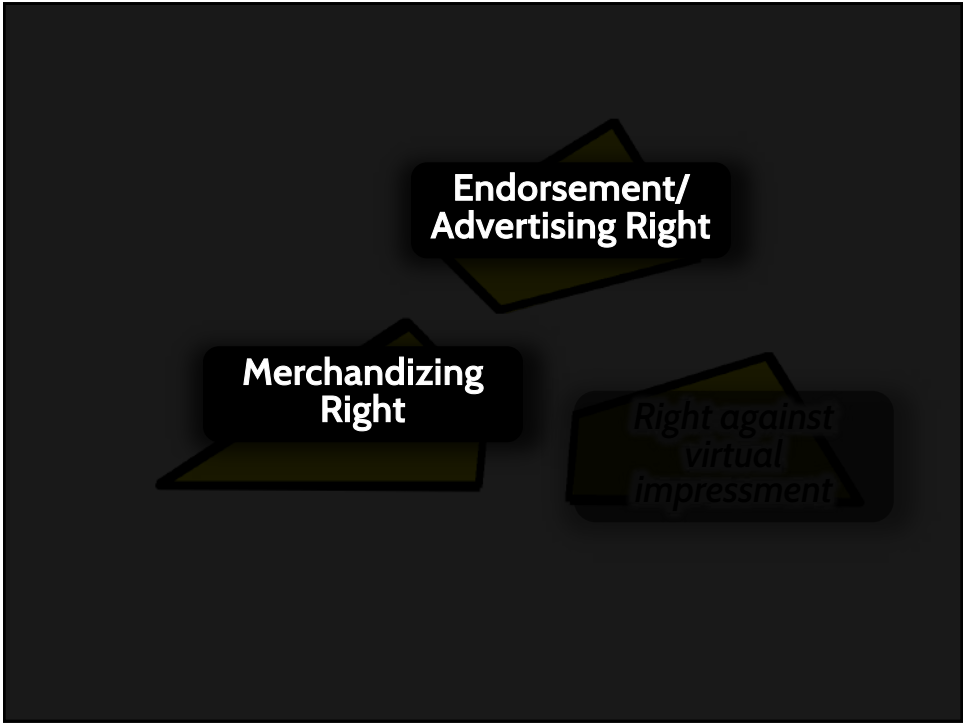 Endorsement/
Advertising Right
Merchandizing
Right
Right against
virtual
impressment